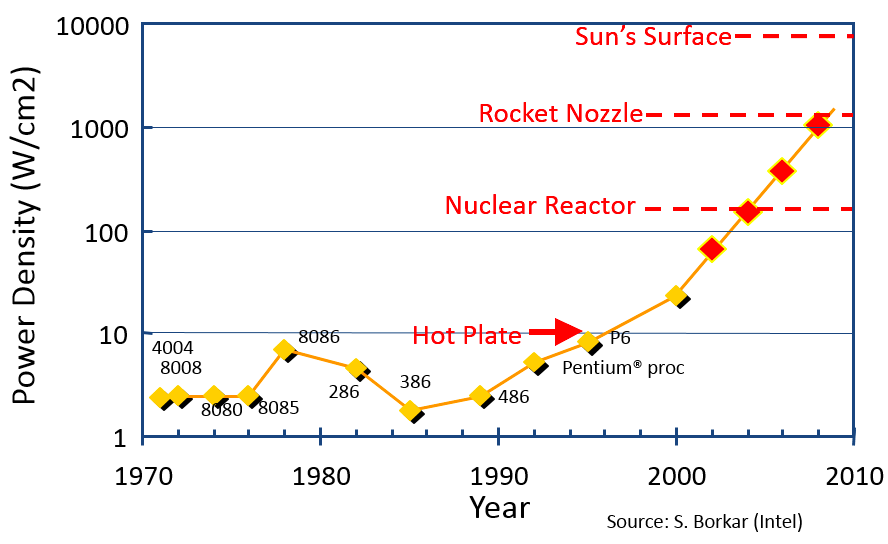 10000
Sun's Surface
Rocket Nozzle
1000
Nuclear Reactor
100
Hot Plate
10
P6
8086
4004
8008
Pentium® proc
386
286
486
8080
8085
1
1970
1980
1990
2000
2010
Year
Power Density (W/cm2)
Source: S. Borkar (Intel)